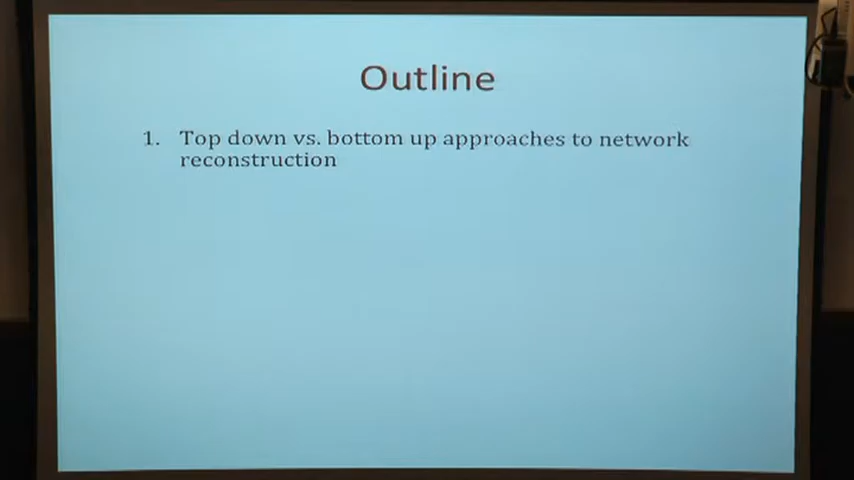 Outline
1. Top down vs. bottom up approaches to network
reconstruction